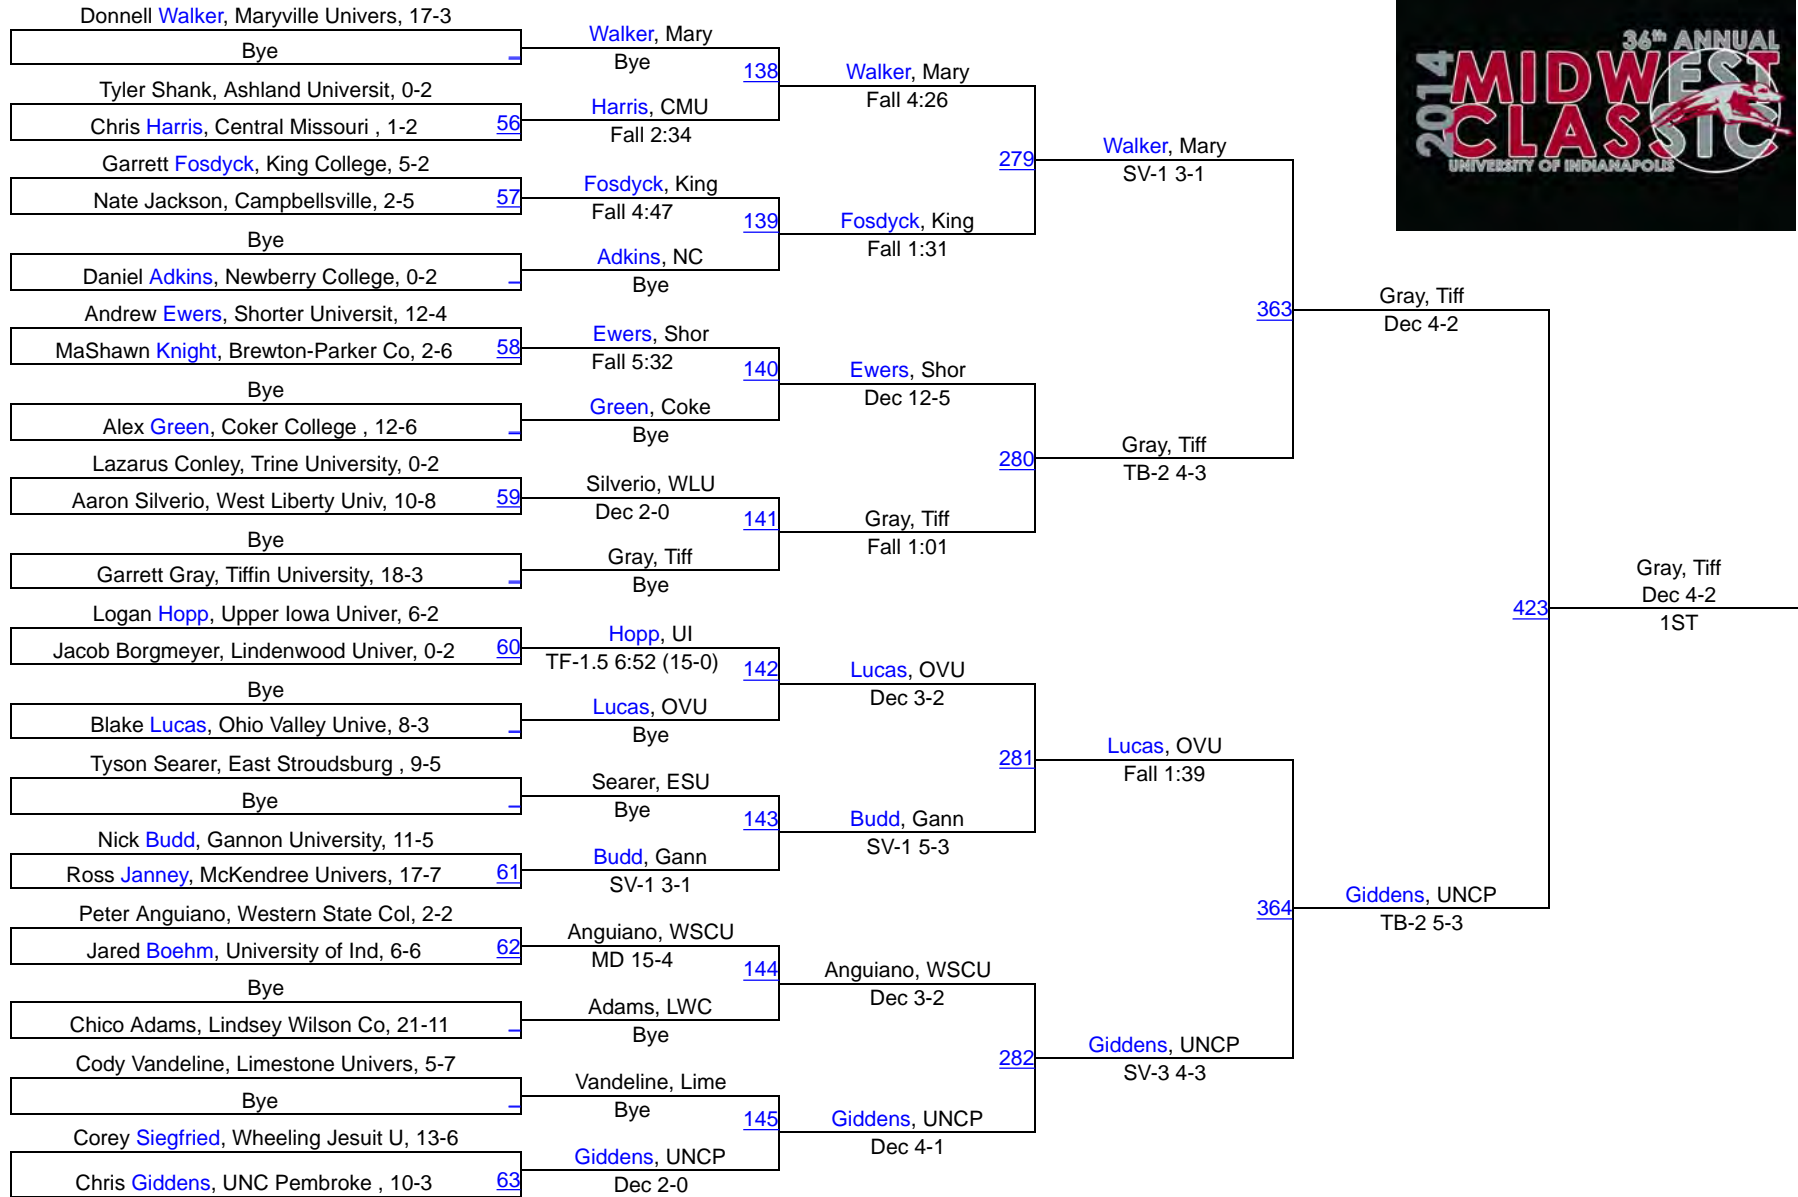 Donnell Walker, Maryville Univers, 17-3
Bye
Tyler Shank, Ashland Universit, 0-2
Chris Harris, Central Missouri , 1-2
56
Garrett Fosdyck, King College, 5-2
Nate Jackson, Campbellsville, 2-5
57
Bye
Daniel Adkins, Newberry College, 0-2
Andrew Ewers, Shorter Universit, 12-4
MaShawn Knight, Brewton-Parker Co, 2-6
58
Bye
Alex Green, Coker College , 12-6
Lazarus Conley, Trine University, 0-2
Aaron Silverio, West Liberty Univ, 10-8
59
Bye
Garrett Gray, Tiffin University, 18-3
Logan Hopp, Upper Iowa Univer, 6-2
Jacob Borgmeyer, Lindenwood Univer, 0-2
60
Bye
Blake Lucas, Ohio Valley Unive, 8-3
Tyson Searer, East Stroudsburg , 9-5
Bye
Nick Budd, Gannon University, 11-5
Ross Janney, McKendree Univers, 17-7
61
Peter Anguiano, Western State Col, 2-2
Jared Boehm, University of Ind, 6-6
62
Bye
Chico Adams, Lindsey Wilson Co, 21-11
Cody Vandeline, Limestone Univers, 5-7
Bye
Corey Siegfried, Wheeling Jesuit U, 13-6
Chris Giddens, UNC Pembroke , 10-3
63
Walker, Mary
Bye
138
Harris, CMU
Fall 2:34
Fosdyck, King
Fall 4:47
139
Adkins, NC
Bye
Ewers, Shor
Fall 5:32
140
Green, Coke
Bye
Silverio, WLU
Dec 2-0
141
Gray, Tiff
Bye
Hopp, UI
TF-1.5 6:52 (15-0)
142
Lucas, OVU
Bye
Searer, ESU
Bye
143
Budd, Gann
SV-1 3-1
Anguiano, WSCU
MD 15-4
144
Adams, LWC
Bye
Vandeline, Lime
Bye
145
Giddens, UNCP
Dec 2-0
Walker, Mary
Fall 4:26
279
Fosdyck, King
Fall 1:31
Ewers, Shor
Dec 12-5
280
Gray, Tiff
Fall 1:01
Lucas, OVU
Dec 3-2
281
Budd, Gann
SV-1 5-3
Anguiano, WSCU
Dec 3-2
282
Giddens, UNCP
Dec 4-1
Walker, Mary
SV-1 3-1
363
Gray, Tiff
TB-2 4-3
Lucas, OVU
Fall 1:39
364
Giddens, UNCP
SV-3 4-3
Gray, Tiff
Dec 4-2
423
Giddens, UNCP
TB-2 5-3
Gray, Tiff
Dec 4-2
1ST
36th ANNUAL
2014
MIDWEST
CLASSIC
UNIVERSITY OF INDIANAPOLIS